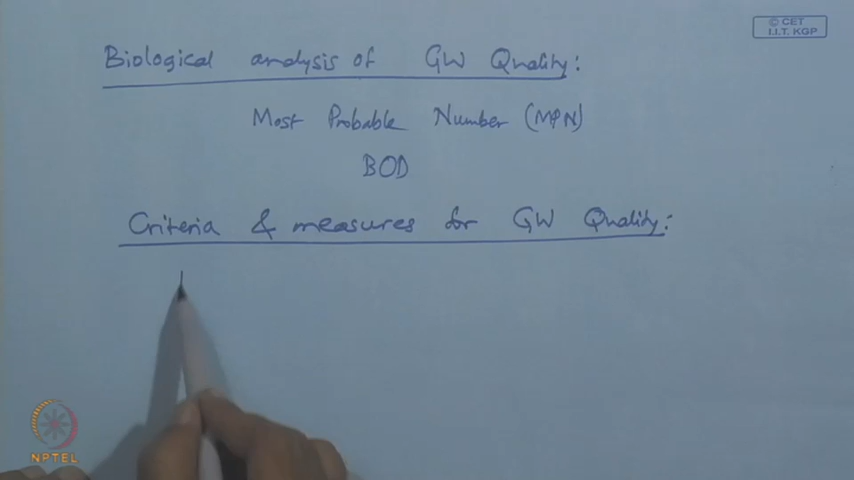 © CET
I.I.T. KGP
Biological analysis of GW Quality:
Most Probable Number (MPN)
BOD
Criteria & measures for GW Quality:
NPTEL